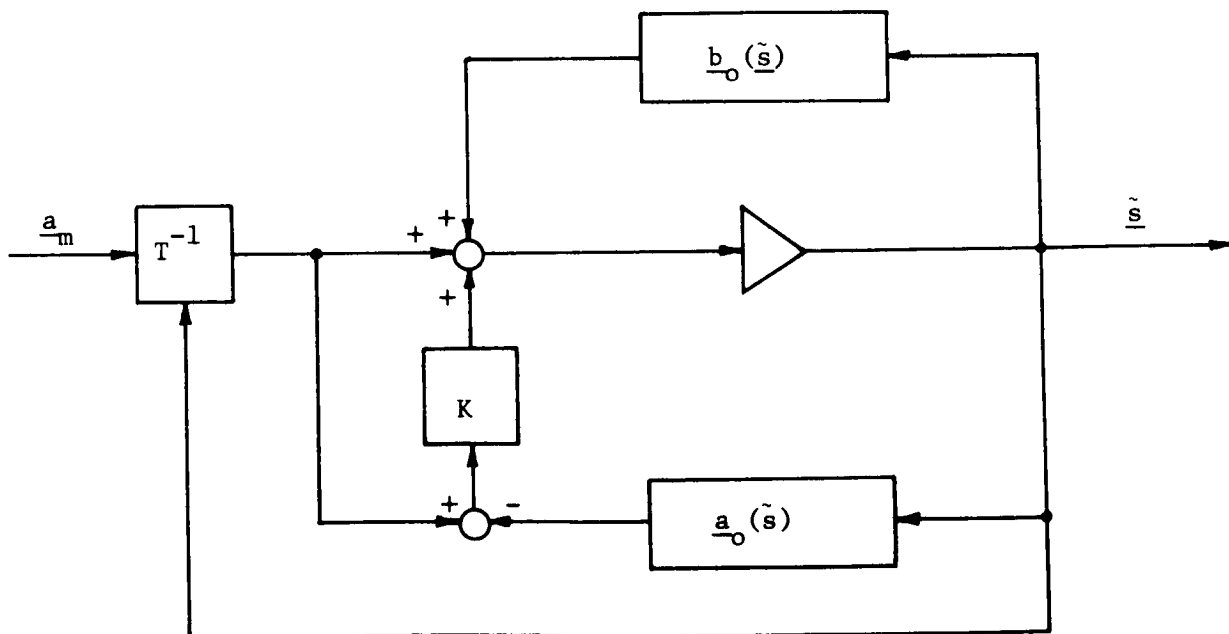 b_o(s̃)
a_m
T^-1
+
+
+
s̃
K
+
-
a_o(s̃)